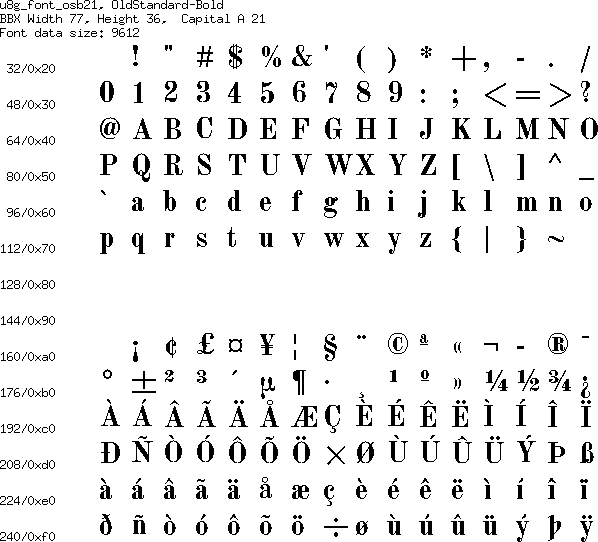 u8g_font_osb21, OldStandard-Bold
BBX Width 77, Height 36,  Capital A 21
Font data size: 9612
32/0x20 ! " # $ % & ' ( ) * + , - . /
48/0x30 0 1 2 3 4 5 6 7 8 9 : ; < = > ?
64/0x40 @ A B C D E F G H I J K L M N O
80/0x50 P Q R S T U V W X Y Z [ \ ] ^ _
96/0x60 ` a b c d e f g h i j k l m n o
112/0x70 p q r s t u v w x y z { | } ~
128/0x80
144/0x90
160/0xa0 ¡ ¢ £ ¤ ¥ ¦ § ¨ © ª « ¬ - ® ¯
176/0xb0 ° ± ² ³ ´ µ ¶ · ¹ º » ¼ ½ ¾ ¿
192/0xc0 À Á Â Ã Ä Å Æ Ç È É Ê Ë Ì Í Î Ï
208/0xd0 Ð Ñ Ò Ó Ô Õ Ö × Ø Ù Ú Û Ü Ý Þ ß
224/0xe0 à á â ã ä å æ ç è é ê ë ì í î ï
240/0xf0 ð ñ ò ó ô õ ö ÷ ø ù ú û ü ý þ ÿ